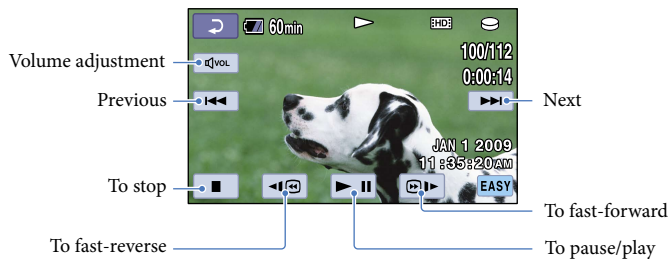 60min
HD
100/112
0:00:14
VOL
Volume adjustment
Previous
Next
JAN 1 2009
11:35:20AM
To stop
EASY
To fast-forward
To fast-reverse
To pause/play